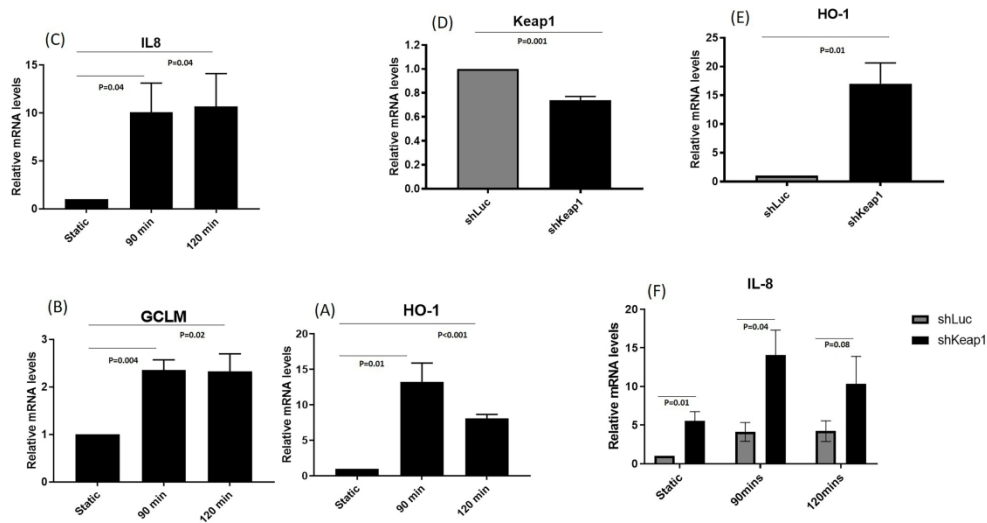 (C)
IL8
P=0.04
P=0.04
Relative mRNA levels
20
15
10
5
0
Static
90 min
120 min
(D)
Keap1
P=0.001
Relative mRNA levels
1.2
1.0
0.8
0.6
0.4
0.2
0.0
shLuc
shKeap1
(E)
HO-1
P=0.01
Relative mRNA levels
25
20
15
10
5
0
shLuc
shKeap1
(B)
GCLM
P=0.02
P=0.004
Relative mRNA levels
3
2
1
0
Static
90 min
120 min
(A)
HO-1
P<0.001
P=0.01
Relative mRNA levels
20
15
10
5
0
Static
90 min
120 min
(F)
IL-8
shLuc
shKeap1
P=0.04
P=0.08
P=0.01
Relative mRNA levels
20
15
10
5
0
Static
90mins
120mins